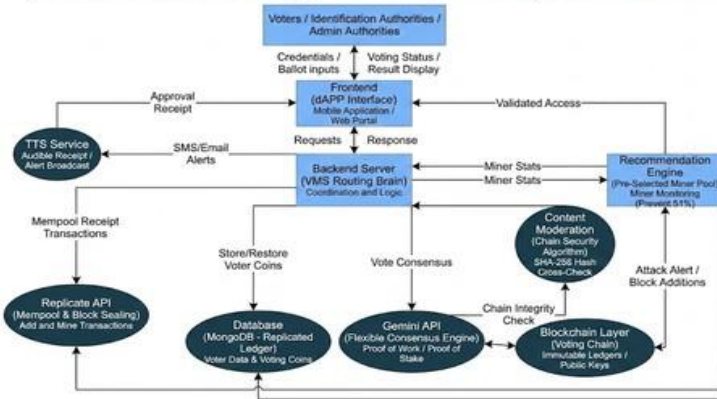 Voters / Identification Authorities /
Admin Authorities
Credentials /
Ballot inputs
Voting Status /
Result Display
Frontend
(dAPP Interface)
Mobile Application /
Web Portal
Approval
Receipt
Validated Access
TTS Service
Audible Receipt /
Alert Broadcast
SMS/Email
Alerts
Requests
Response
Backend Server
(VMS Routing Brain)
Coordination and Logic
Miner Stats
Miner Stats
Recommendation
Engine
(Pre-Selected Miner Pool)
Miner Monitoring
(Prevent 51%)
Mempool Receipt
Transactions
Store/Restore
Voter Coins
Vote Consensus
Content
Moderation
(Chain Security
Algorithm)
SHA-256 Hash
Cross-Check
Attack Alert /
Block Additions
Replicate API
(Mempool & Block Sealing)
Add and Mine Transactions
Database
(MongoDB - Replicated
Ledger)
Voter Data & Voting Coins
Gemini API
(Flexible Consensus Engine)
Proof of Work / Proof of
Stake
Chain Integrity
Check
Blockchain Layer
(Voting Chain)
Immutable Ledgers /
Public Keys